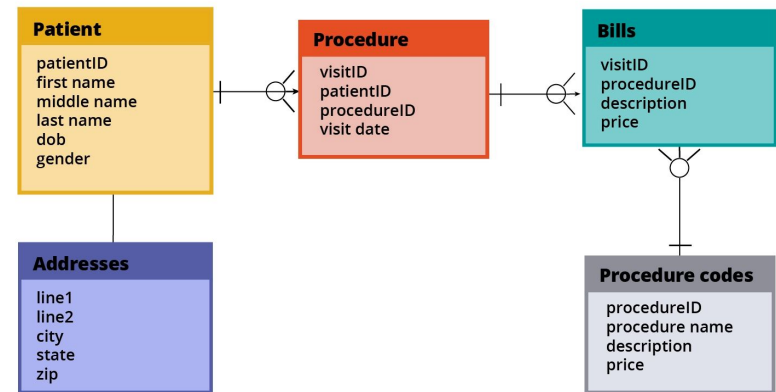 Patient
patientID
first name
middle name
last name
dob
gender
Procedure
visitID
patientID
procedureID
visit date
Bills
visitID
procedureID
description
price
Addresses
line1
line2
city
state
zip
Procedure codes
procedureID
procedure name
description
price